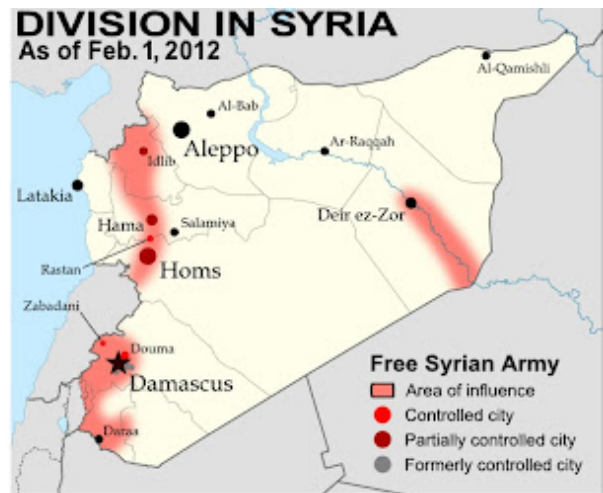 DIVISION IN SYRIA
As of Feb. 1, 2012
Al-Qamishli
Al-Bab
Aleppo
Idlib
Ar-Raqqah
Latakia
Deir ez-Zor
Hama
Salamiya
Rastan
Homs
Zabadani
Douma
Damascus
Daraa
Free Syrian Army
Area of influence
Controlled city
Partially controlled city
Formerly controlled city